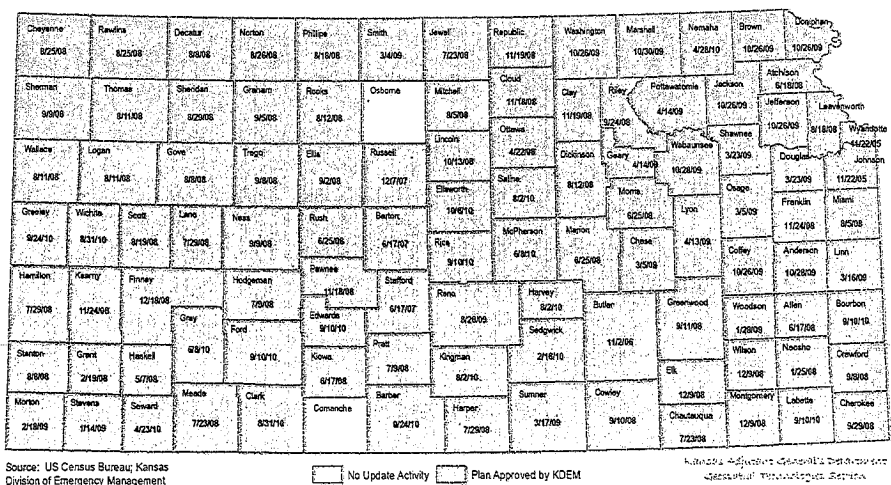 Cheyenne Rawlins Decatur Norton Phillips Smith Jewell Republic Washington Marshall Nemaha Brown Doniphan
8/25/08 8/25/08 8/8/08 8/26/08 8/18/08 3/4/09 7/23/08 11/19/08 10/26/09 10/30/09 4/28/10 10/26/09 10/26/09
Sherman Thomas Sheridan Graham Rooks Osborne Mitchell Cloud Clay Riley Pottawatomie Jackson Atchison
9/9/08 8/11/08 8/29/08 9/5/08 8/12/08 8/5/08 11/18/08 11/19/08 9/24/08 4/14/09 10/26/09 6/18/08
Jefferson Leavenworth Wyandotte
10/26/09 8/18/08 11/22/05
Wallace Logan Gove Trego Ellis Russell Lincoln Ottawa Dickinson Geary Wabaunsee Shawnee Douglas Johnson
8/11/08 8/11/08 8/8/08 9/8/08 9/2/08 12/7/07 10/13/08 4/22/08 8/12/08 4/14/09 10/28/09 3/23/09 3/23/09 11/22/05
Ellsworth Saline Morris Osage
10/6/10 8/2/10 6/25/08 3/5/09
Greeley Wichita Scott Lane Ness Rush Barton Rice McPherson Marion Chase Lyon Franklin Miami
9/24/10 8/31/10 8/19/08 7/29/08 9/9/08 6/25/08 6/17/07 9/10/10 6/8/10 6/25/08 3/5/09 4/13/09 11/24/08 8/5/08
Coffey Anderson Linn
10/26/09 10/28/09 3/16/09
Hamilton Kearny Finney Hodgeman Pawnee Stafford Reno Harvey Butler Greenwood Woodson Allen Bourbon
7/29/08 11/24/08 12/18/08 7/9/08 11/18/08 6/17/07 8/26/09 8/2/10 11/2/06 9/11/08 1/28/09 6/17/08 9/10/10
Gray Ford Edwards Sedgwick
6/8/10 9/10/10 9/10/10 2/16/10
Stanton Grant Haskell Kiowa Pratt Kingman Elk Wilson Neosho Crawford
8/8/08 2/19/08 5/7/08 6/17/08 7/9/08 8/2/10 12/9/08 12/9/08 1/25/08 9/8/08
Morton Stevens Seward Meade Clark Comanche Barber Harper Sumner Cowley Chautauqua Montgomery Labette Cherokee
2/18/09 1/14/09 4/23/10 7/23/08 8/31/10 9/24/10 7/29/08 3/17/09 9/10/08 7/23/08 12/9/08 9/10/10 9/29/08
Source: US Census Bureau; Kansas
Division of Emergency Management
No Update Activity Plan Approved by KDEM
Kansas Adjutant General's Department